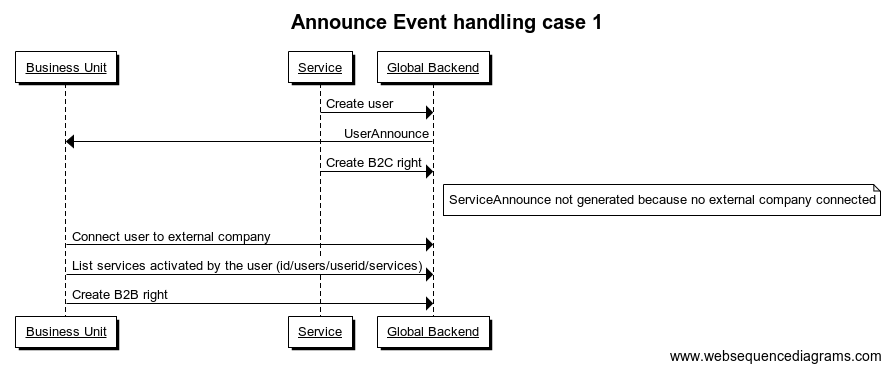 Announce Event handling case 1
Business Unit
Service
Global Backend
Create user
UserAnnounce
Create B2C right
ServiceAnnounce not generated because no external company connected
Connect user to external company
List services activated by the user (id/users/userid/services)
Create B2B right
Business Unit
Service
Global Backend
www.websequencediagrams.com